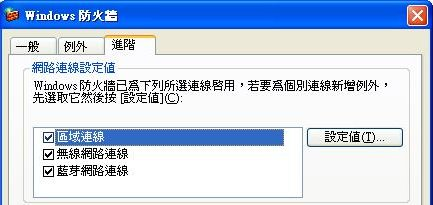 Windows 防火牆
一般 例外 進階
網路連線設定值
Windows 防火牆已為下列所選連線啓用，若要為個別連線新增例外，
先選取它然後按 [設定值](C):
區域連線
無線網路連線
藍芽網路連線
設定值(T)...